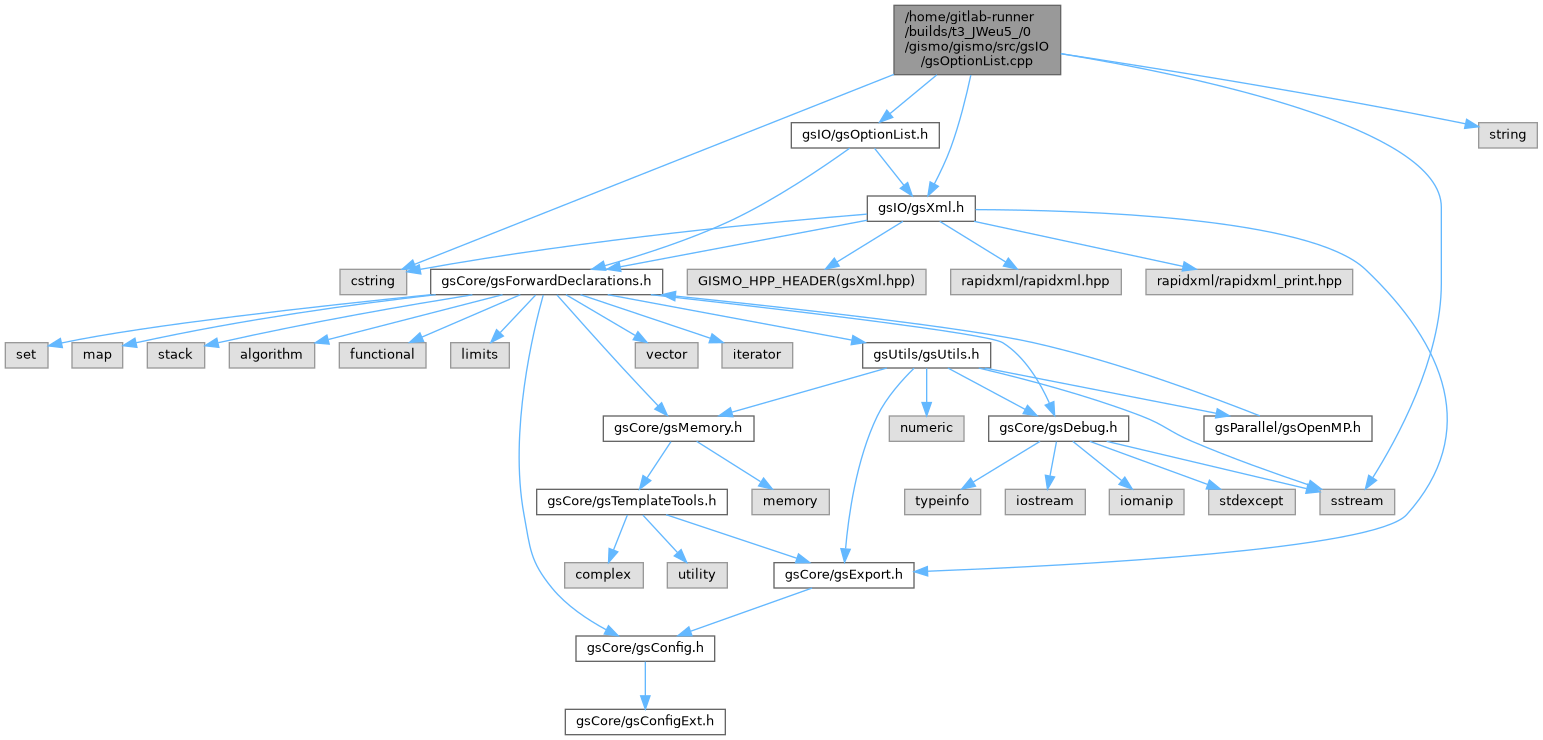 /home/gitlab-runner
/builds/t3_JWeu5_/0
/gismo/gismo/src/gsIO
/gsOptionList.cpp
gsIO/gsOptionList.h
string
gsIO/gsXml.h
cstring
gsCore/gsForwardDeclarations.h
GISMO_HPP_HEADER(gsXml.hpp)
rapidxml/rapidxml.hpp
rapidxml/rapidxml_print.hpp
set
map
stack
algorithm
functional
limits
vector
iterator
gsUtils/gsUtils.h
gsCore/gsMemory.h
numeric
gsCore/gsDebug.h
gsParallel/gsOpenMP.h
gsCore/gsTemplateTools.h
memory
typeinfo
iostream
iomanip
stdexcept
sstream
complex
utility
gsCore/gsExport.h
gsCore/gsConfig.h
gsCore/gsConfigExt.h